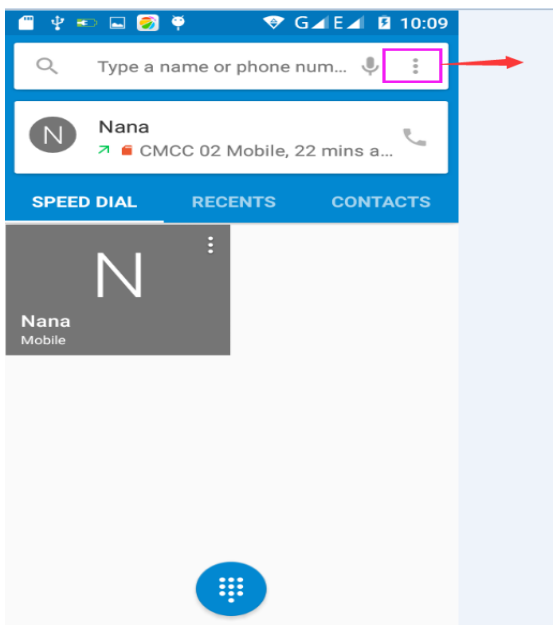 G E 10:09
Type a name or phone num...
N
Nana
CMCC 02 Mobile, 22 mins a...
SPEED DIAL RECENTS CONTACTS
N
Nana
Mobile